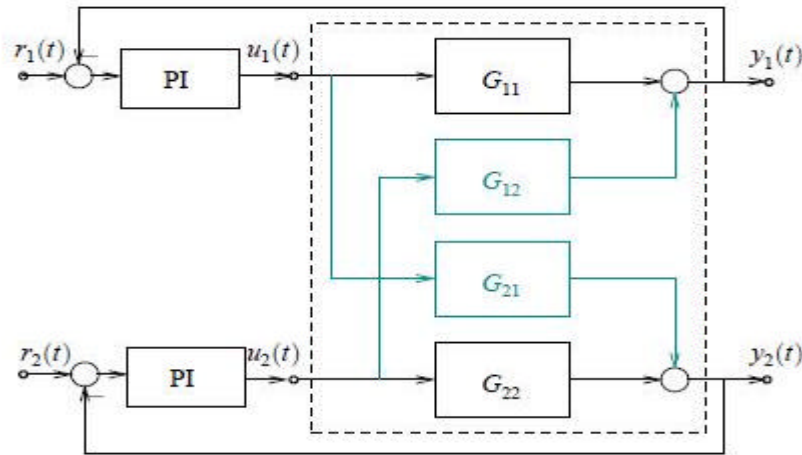 r₁(t) PI u₁(t) G₁₁ y₁(t)
G₁₂
G₂₁
r₂(t) PI u₂(t) G₂₂ y₂(t)